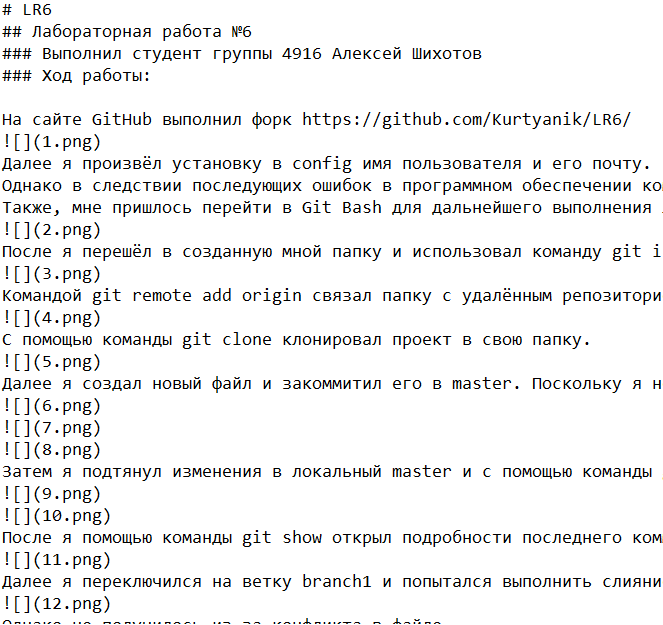 # LR6
## Лабораторная работа №6
### Выполнил студент группы 4916 Алексей Шихотов
### Ход работы:
На сайте GitHub выполнил форк https://github.com/Kurtyanik/LR6/
![](1.png)
Далее я произвёл установку в config имя пользователя и его почту.
Однако в следствии последующих ошибок в программном обеспечении
Также, мне пришлось перейти в Git Bash для дальнейшего выполнения
![](2.png)
После я перешёл в созданную мной папку и использовал команду git i
![](3.png)
Командой git remote add origin связал папку с удалённым репозитори
![](4.png)
С помощью команды git clone клонировал проект в свою папку.
![](5.png)
Далее я создал новый файл и закоммитил его в master. Поскольку я н
![](6.png)
![](7.png)
![](8.png)
Затем я подтянул изменения в локальный master и с помощью команды
![](9.png)
![](10.png)
После я помощью команды git show открыл подробности последнего ком
![](11.png)
Далее я переключился на ветку branch1 и попытался выполнить слияни
![](12.png)